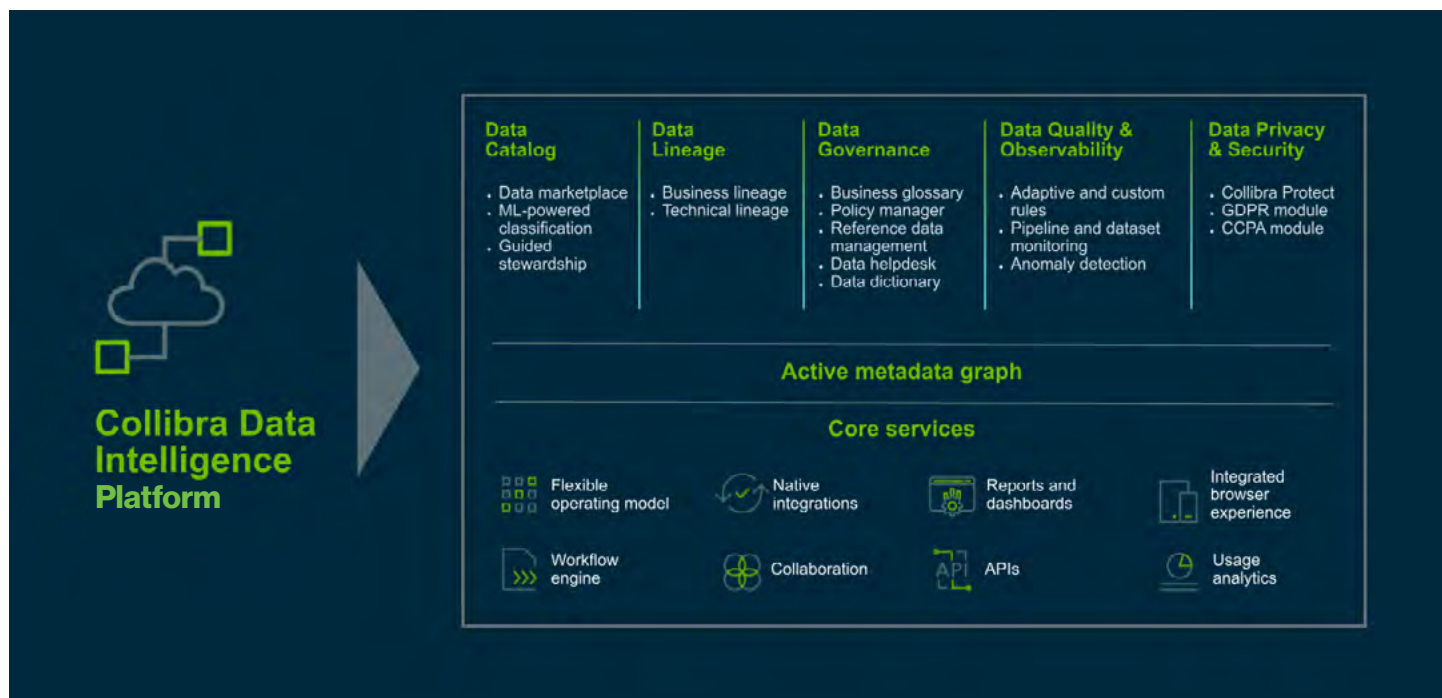 Collibra Data
Intelligence
Platform
Data
Catalog
• Data marketplace
• ML-powered
classification
• Guided
stewardship
Data
Lineage
• Business lineage
• Technical lineage
Data
Governance
• Business glossary
• Policy manager
• Reference data
management
• Data helpdesk
• Data dictionary
Data Quality &
Observability
• Adaptive and custom
rules
• Pipeline and dataset
monitoring
• Anomaly detection
Data Privacy
& Security
• Collibra Protect
• GDPR module
• CCPA module
Active metadata graph
Core services
Flexible
operating model
Native
integrations
Reports and
dashboards
Integrated
browser
experience
Workflow
engine
Collaboration
API
APIs
Usage
analytics